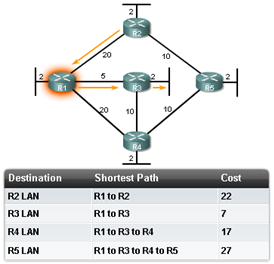 2
R2
20
10
2
R1
5
2
R3
R5
2
20
10
10
R4
2
Destination Shortest Path Cost
R2 LAN R1 to R2 22
R3 LAN R1 to R3 7
R4 LAN R1 to R3 to R4 17
R5 LAN R1 to R3 to R4 to R5 27